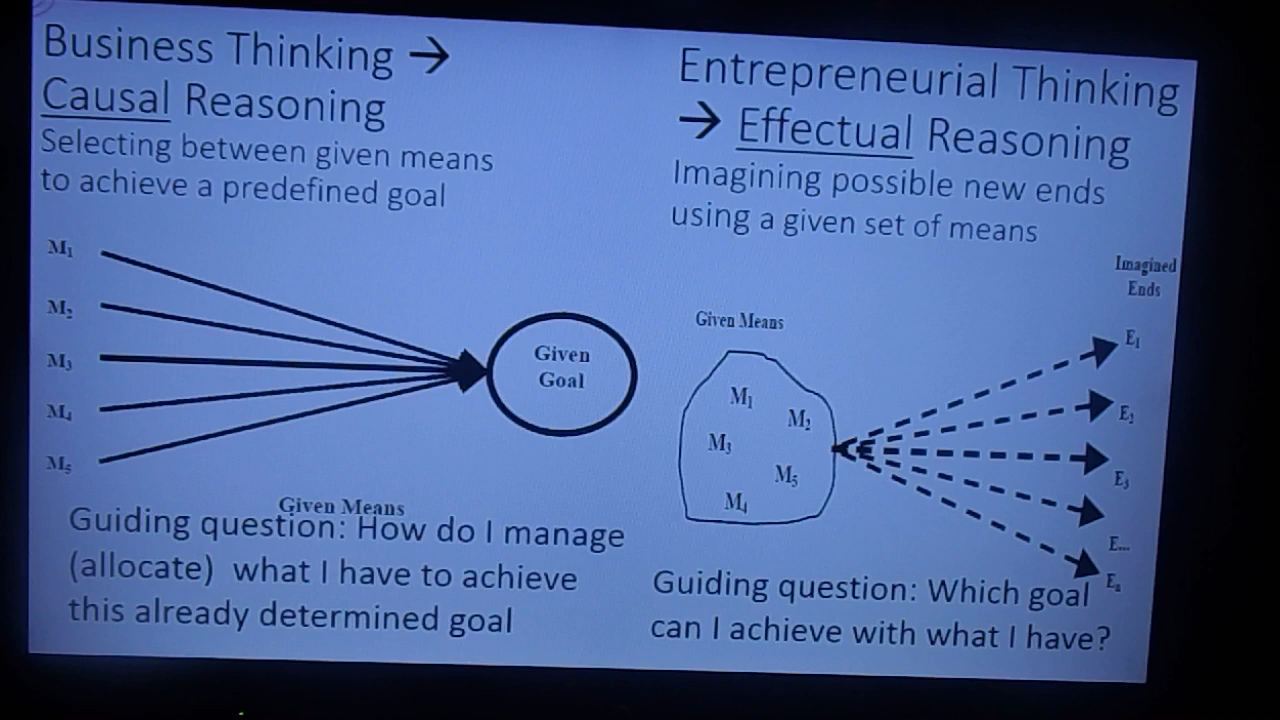 Business Thinking →
Causal Reasoning
Selecting between given means
to achieve a predefined goal
M1
M2
M3
M4
M5
Given
Goal
Given Means
Guiding question: How do I manage
(allocate) what I have to achieve
this already determined goal
Entrepreneurial Thinking
→ Effectual Reasoning
Imagining possible new ends
using a given set of means
Imagined
Ends
Given Means
M1
M2
M3
M5
M4
E1
E2
E3
E...
En
Guiding question: Which goal
can I achieve with what I have?